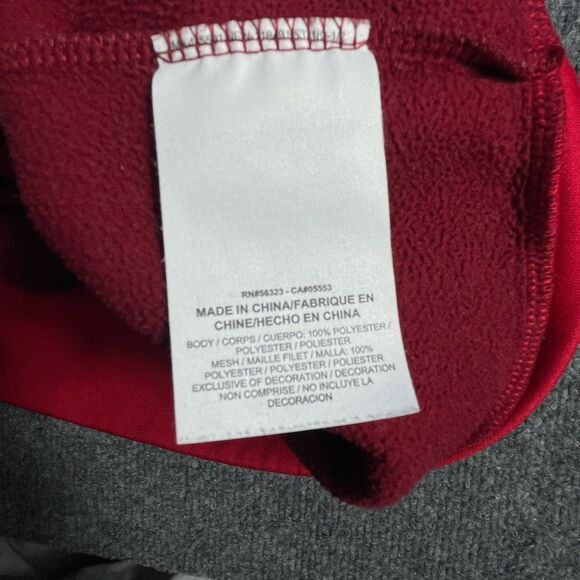 RN#56323 - CA#05553
MADE IN CHINA/FABRIQUE EN
CHINE/HECHO EN CHINA
BODY / CORPS / CUERPO: 100% POLYESTER /
POLYESTER / POLIESTER
MESH / MAILLE FILET / MALLA: 100%
POLYESTER / POLYESTER / POLIESTER
EXCLUSIVE OF DECORATION / DECORATION
NON COMPRISE / NO INCLUYE LA
DECORACION